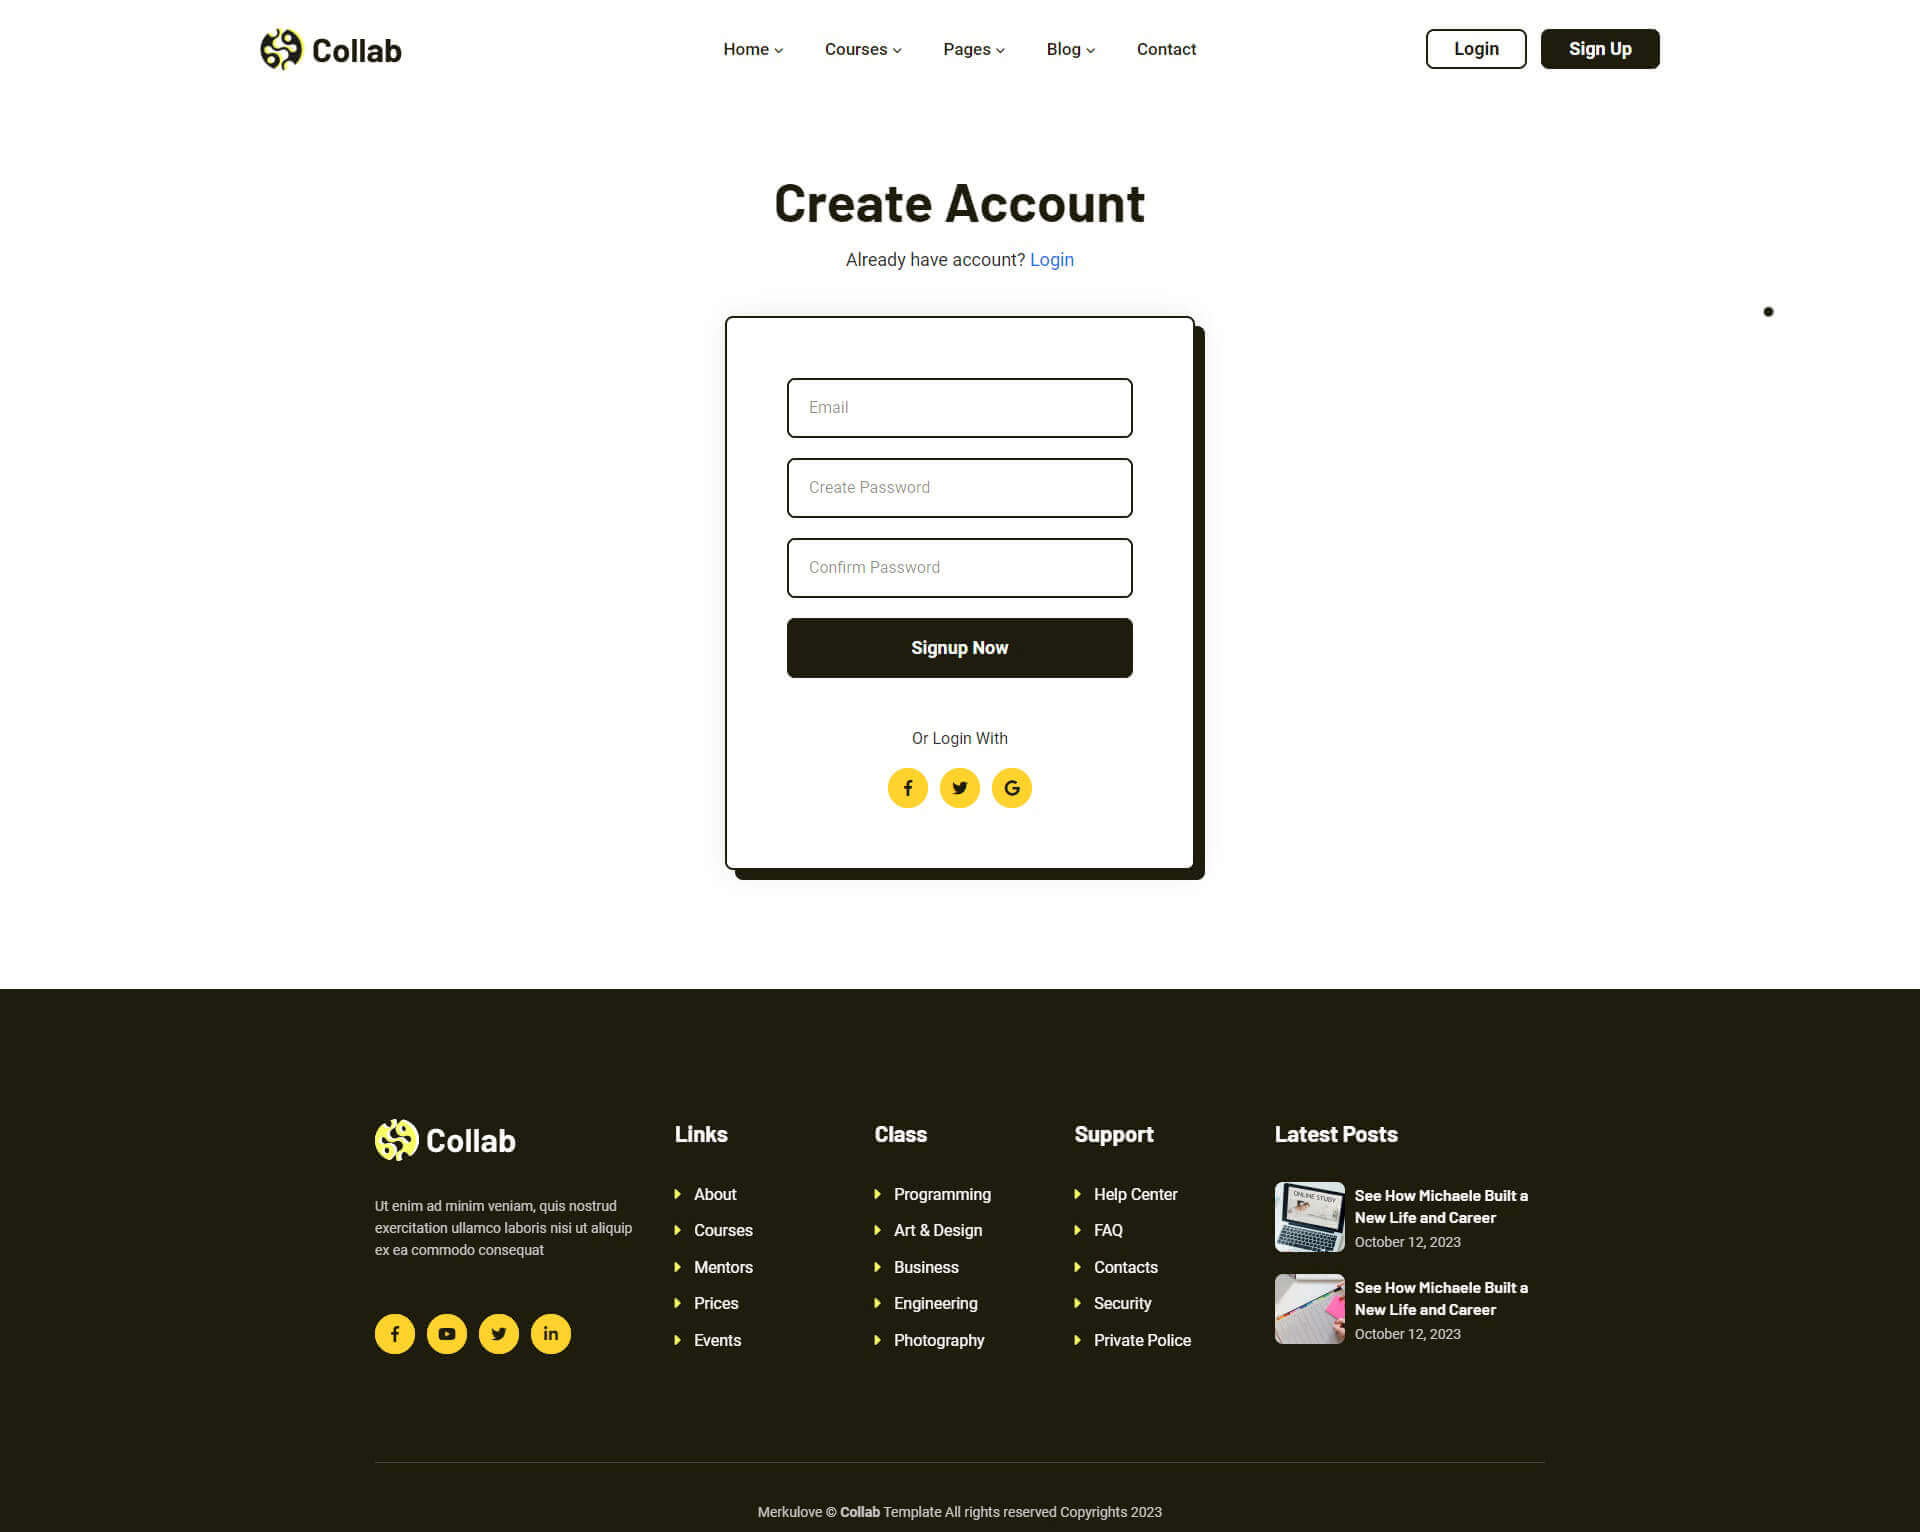 Collab
Home
Courses
Pages
Blog
Contact
Login
Sign Up
Create Account
Already have account? Login
Email
Create Password
Confirm Password
Signup Now
Or Login With
Collab
Ut enim ad minim veniam, quis nostrud
exercitation ullamco laboris nisi ut aliquip
ex ea commodo consequat
Links
About
Courses
Mentors
Prices
Events
Class
Programming
Art & Design
Business
Engineering
Photography
Support
Help Center
FAQ
Contacts
Security
Private Police
Latest Posts
ONLINE STUDY
See How Michaele Built a
New Life and Career
October 12, 2023
See How Michaele Built a
New Life and Career
October 12, 2023
Merkulove © Collab Template All rights reserved Copyrights 2023